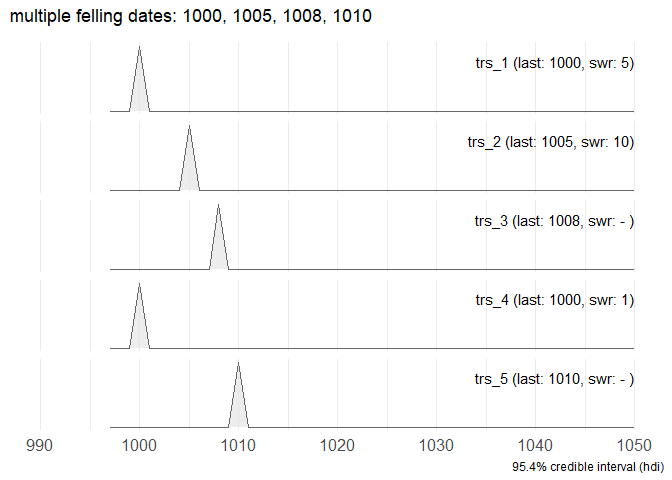 multiple felling dates: 1000, 1005, 1008, 1010
trs_1 (last: 1000, swr: 5)
trs_2 (last: 1005, swr: 10)
trs_3 (last: 1008, swr: - )
trs_4 (last: 1000, swr: 1)
trs_5 (last: 1010, swr: - )
990 1000 1010 1020 1030 1040 1050
95.4% credible interval (hdi)